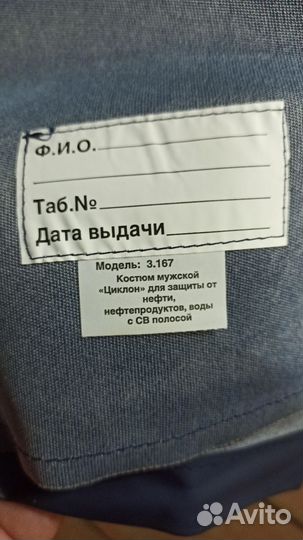 Ф.И.О.
Таб.№
Дата выдачи
Модель: 3.167
Костюм мужской
«Циклон» для защиты от
нефти,
нефтепродуктов, воды
с СВ полосой
Avito